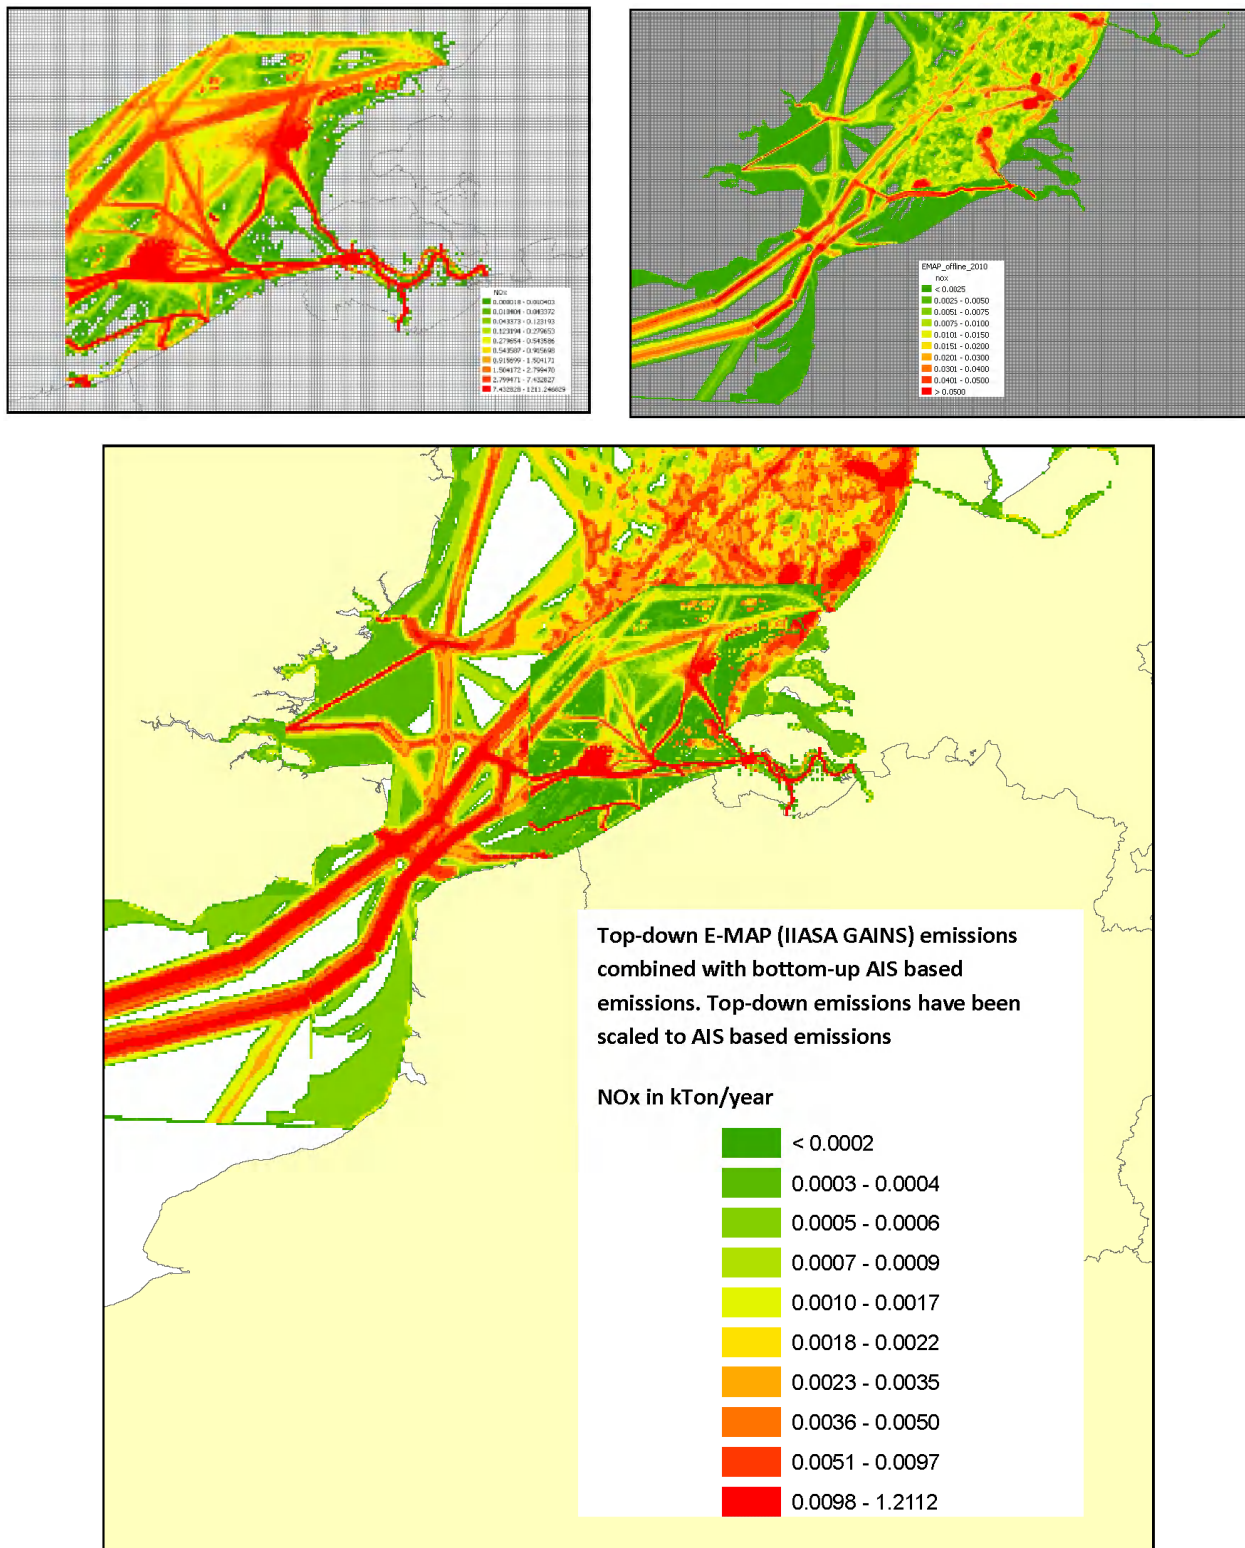 NOx
0.010404 - 0.043372
0.043373 - 0.123193
0.123194 - 0.279653
0.279654 - 0.543586
0.543587 - 0.915698
0.915699 - 1.504171
1.504172 - 2.799470
2.799471 - 7.432827
7.432828 - 1211.246629
EMAP_offline_2010
nox
< 0.0025
0.0025 - 0.0050
0.0051 - 0.0075
0.0075 - 0.0100
0.0101 - 0.0150
0.0151 - 0.0200
0.0201 - 0.0300
0.0301 - 0.0400
0.0401 - 0.0500
> 0.0500
Top-down E-MAP (IIASA GAINS) emissions
combined with bottom-up AIS based
emissions. Top-down emissions have been
scaled to AIS based emissions
NOx in kTon/year
< 0.0002
0.0003 - 0.0004
0.0005 - 0.0006
0.0007 - 0.0009
0.0010 - 0.0017
0.0018 - 0.0022
0.0023 - 0.0035
0.0036 - 0.0050
0.0051 - 0.0097
0.0098 - 1.2112